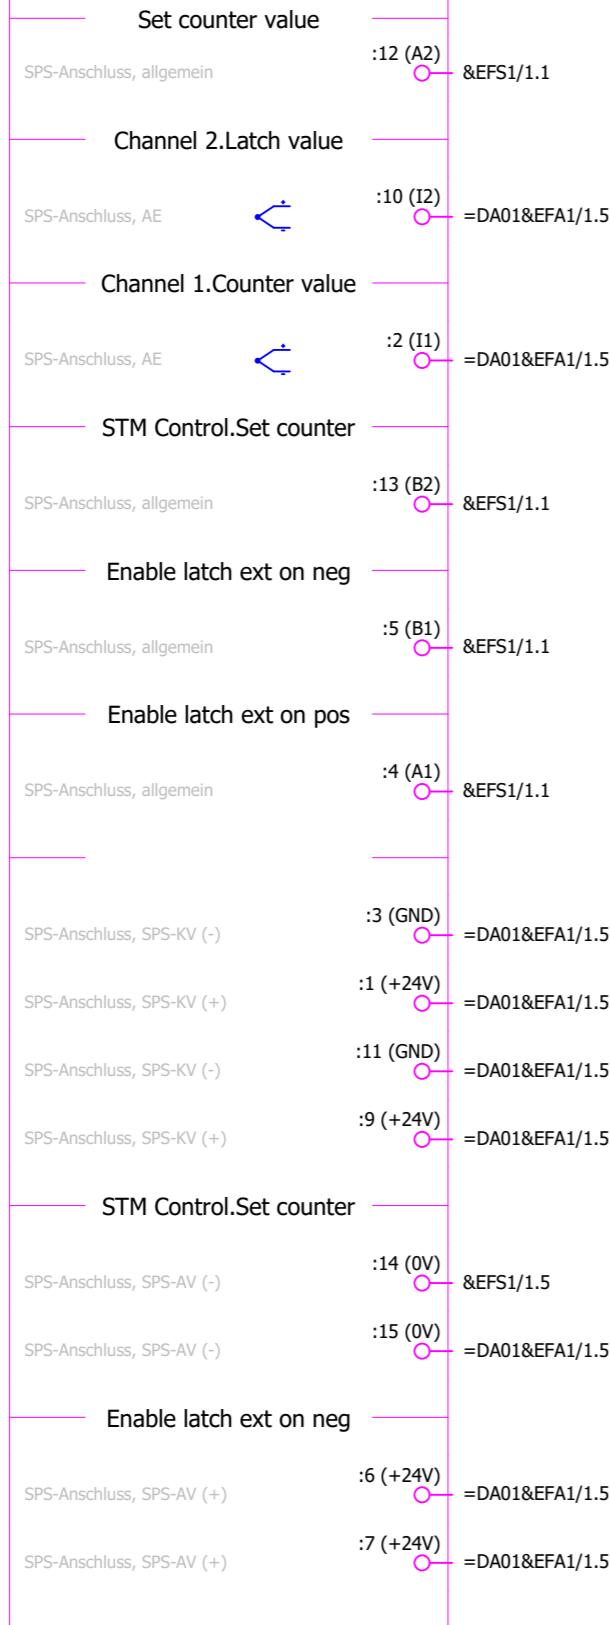 Set counter value
:12 (A2)
SPS-Anschluss, allgemein &EFS1/1.1
Channel 2.Latch value
:10 (I2)
SPS-Anschluss, AE =DA01&EFA1/1.5
Channel 1.Counter value
:2 (I1)
SPS-Anschluss, AE =DA01&EFA1/1.5
STM Control.Set counter
:13 (B2)
SPS-Anschluss, allgemein &EFS1/1.1
Enable latch ext on neg
:5 (B1)
SPS-Anschluss, allgemein &EFS1/1.1
Enable latch ext on pos
:4 (A1)
SPS-Anschluss, allgemein &EFS1/1.1
:3 (GND)
SPS-Anschluss, SPS-KV (-) =DA01&EFA1/1.5
:1 (+24V)
SPS-Anschluss, SPS-KV (+) =DA01&EFA1/1.5
:11 (GND)
SPS-Anschluss, SPS-KV (-) =DA01&EFA1/1.5
:9 (+24V)
SPS-Anschluss, SPS-KV (+) =DA01&EFA1/1.5
STM Control.Set counter
:14 (0V)
SPS-Anschluss, SPS-AV (-) &EFS1/1.5
:15 (0V)
SPS-Anschluss, SPS-AV (-) =DA01&EFA1/1.5
Enable latch ext on neg
:6 (+24V)
SPS-Anschluss, SPS-AV (+) =DA01&EFA1/1.5
:7 (+24V)
SPS-Anschluss, SPS-AV (+) =DA01&EFA1/1.5